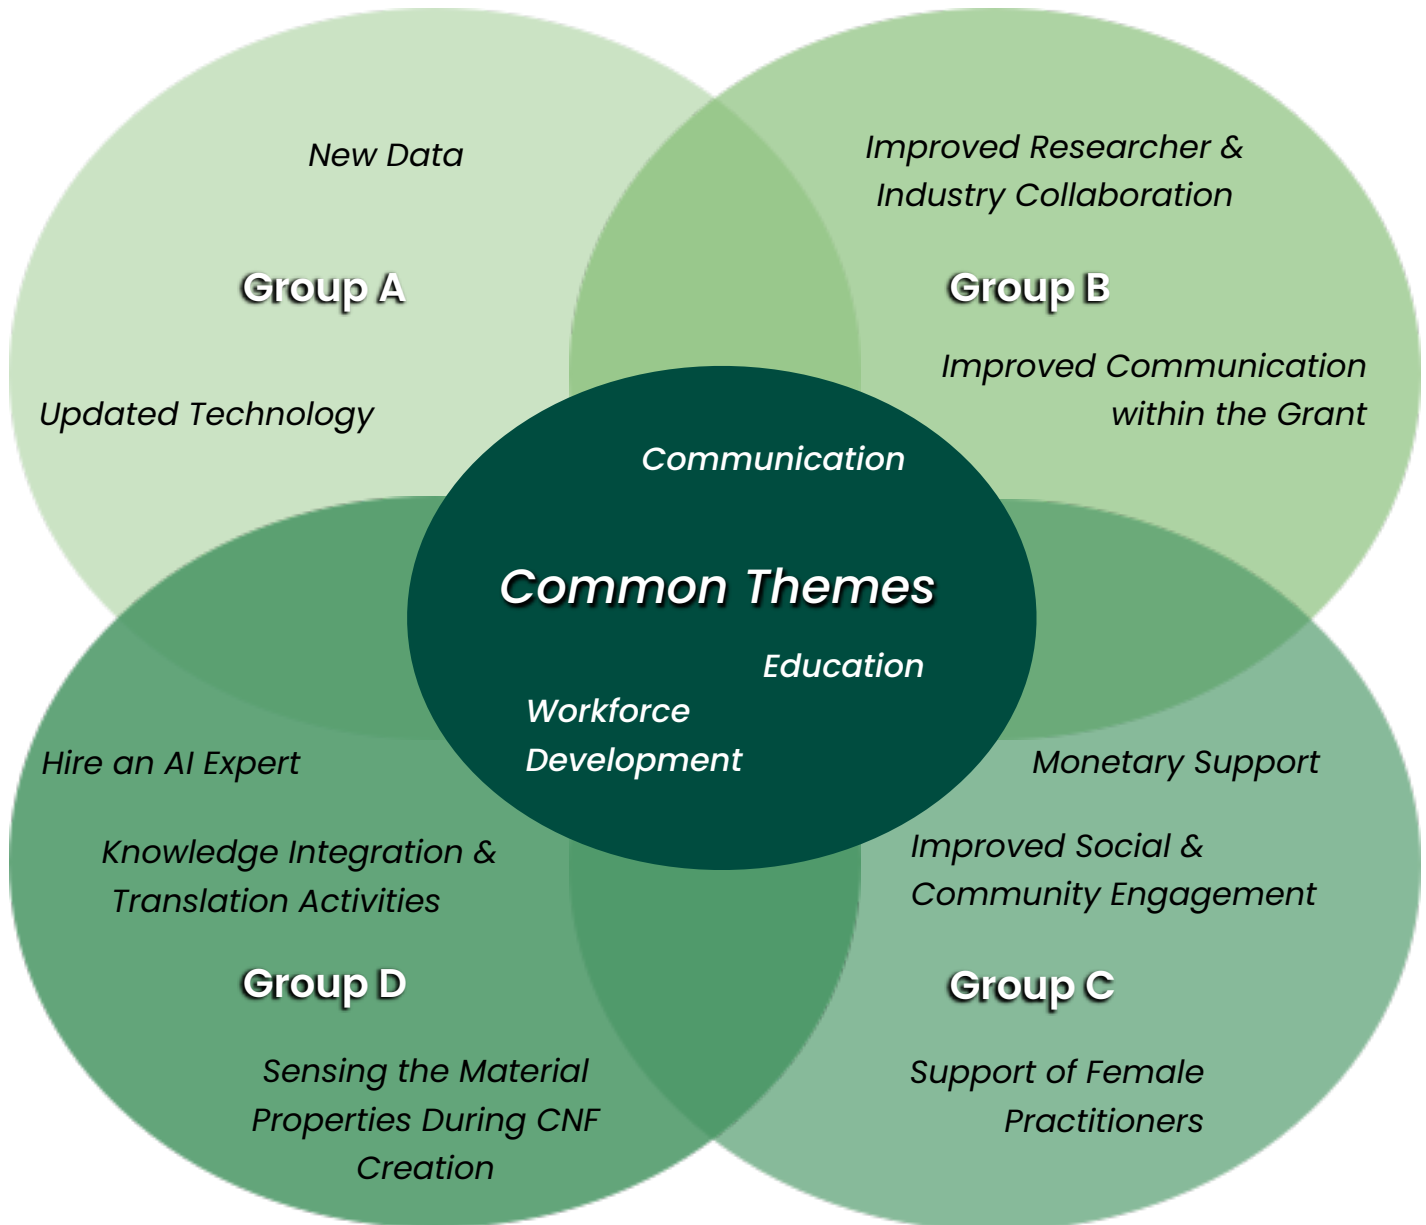 New Data
Group A
Updated Technology
Improved Researcher &
Industry Collaboration
Group B
Improved Communication
within the Grant
Communication
Common Themes
Education
Workforce
Development
Hire an AI Expert
Knowledge Integration &
Translation Activities
Group D
Sensing the Material
Properties During CNF
Creation
Monetary Support
Improved Social &
Community Engagement
Group C
Support of Female
Practitioners